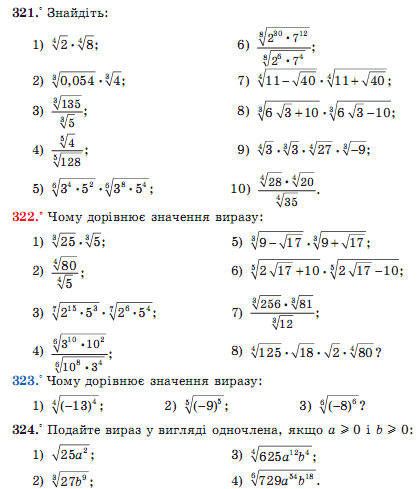 321.° Знайдіть:
1) ∜2 · ∜8;
2) ∛0,054 · ∛4;
3) ∛135 / ∛5;
4) ⁵√4 / ⁵√128;
5) ⁶√(3⁴ · 5²) · ⁶√(3⁸ · 5⁴);
6) ⁸√(2³⁰ · 7¹²) / ⁸√(2⁶ · 7⁴);
7) ∜(11 − √40) · ∜(11 + √40);
8) ∛(6√3 + 10) · ∛(6√3 − 10);
9) ∜3 · ∛3 · ∜27 · ∛−9;
10) ∜28 · ∜20 / ∜35.
322.° Чому дорівнює значення виразу:
1) ∛25 · ∛5;
2) ∜80 / ∜5;
3) ⁷√(2¹⁵ · 5³) · ⁷√(2⁶ · 5⁴);
4) ⁶√(3¹⁰ · 10²) / ⁶√(10⁸ · 3⁴);
5) ∛(9 − √17) · ∛(9 + √17);
6) ⁵√(2√17 + 10) · ⁵√(2√17 − 10);
7) ∛256 · ∛81 / ∛12;
8) ∜125 · √18 · √2 · ∜80?
323.° Чому дорівнює значення виразу:
1) ∜(−13)⁴; 2) ⁵√(−9)⁵; 3) ⁶√(−8)⁶?
324.° Подайте вираз у вигляді одночлена, якщо a ⩾ 0 і b ⩾ 0:
1) √25a²;
2) ∛27b⁹;
3) ∜625a¹²b⁴;
4) ⁶√729a⁵⁴b¹⁸.